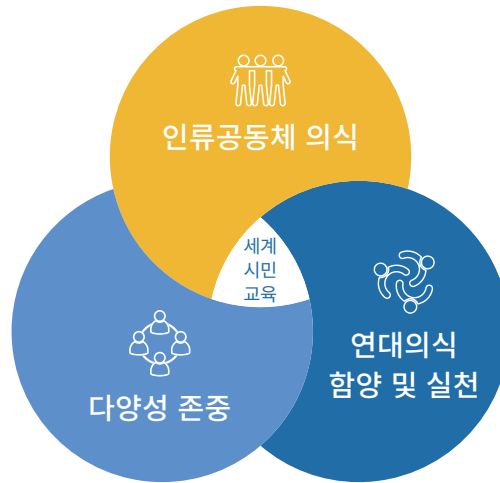 인류공동체 의식
세계
시민
교육
연대의식
함양 및 실천
다양성 존중